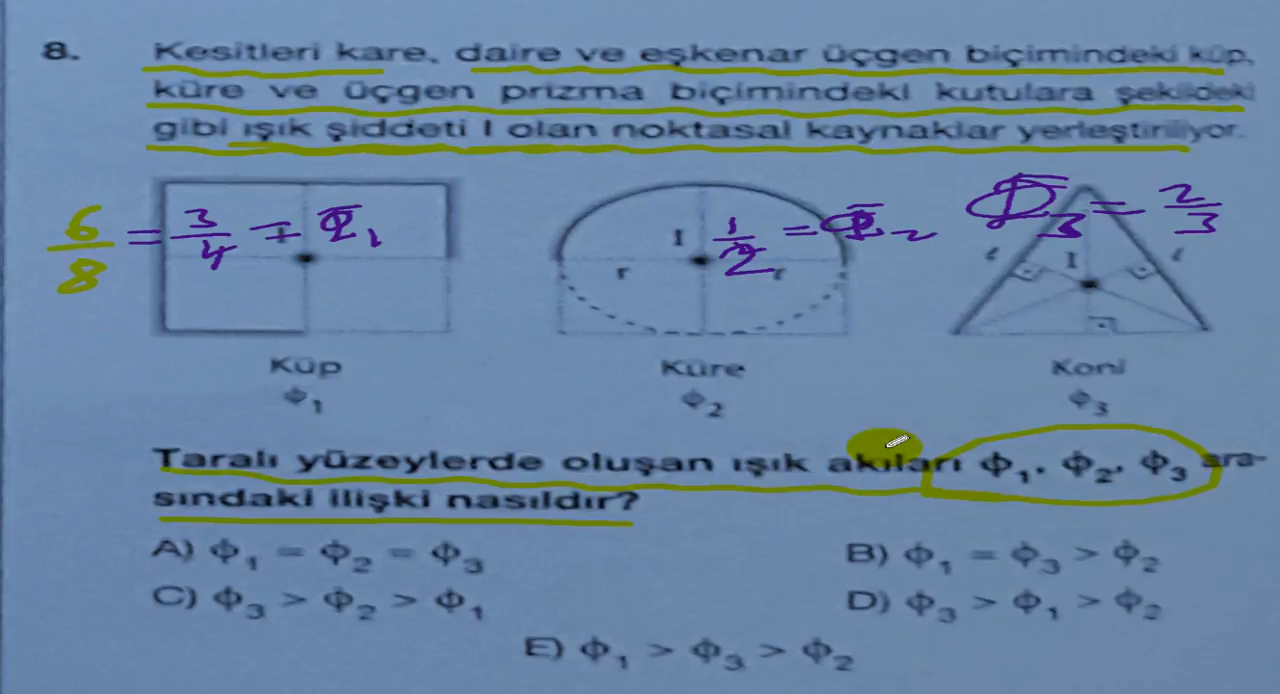 8. Kesitleri kare, daire ve eşkenar üçgen biçimindeki küp,
küre ve üçgen prizma biçimindeki kutulara şekildeki
gibi ışık şiddeti I olan noktasal kaynaklar yerleştiriliyor.
6/8 = 3/4 I Φ1
I 1/2 = Φ2
r r
Φ3 = 2/3
ℓ I ℓ
Küp Küre Koni
Φ1 Φ2 Φ3
Taralı yüzeylerde oluşan ışık akıları Φ1, Φ2, Φ3 ara-
sındaki ilişki nasıldır?
A) Φ1 = Φ2 = Φ3 B) Φ1 = Φ3 > Φ2
C) Φ3 > Φ2 > Φ1 D) Φ3 > Φ1 > Φ2
E) Φ1 > Φ3 > Φ2